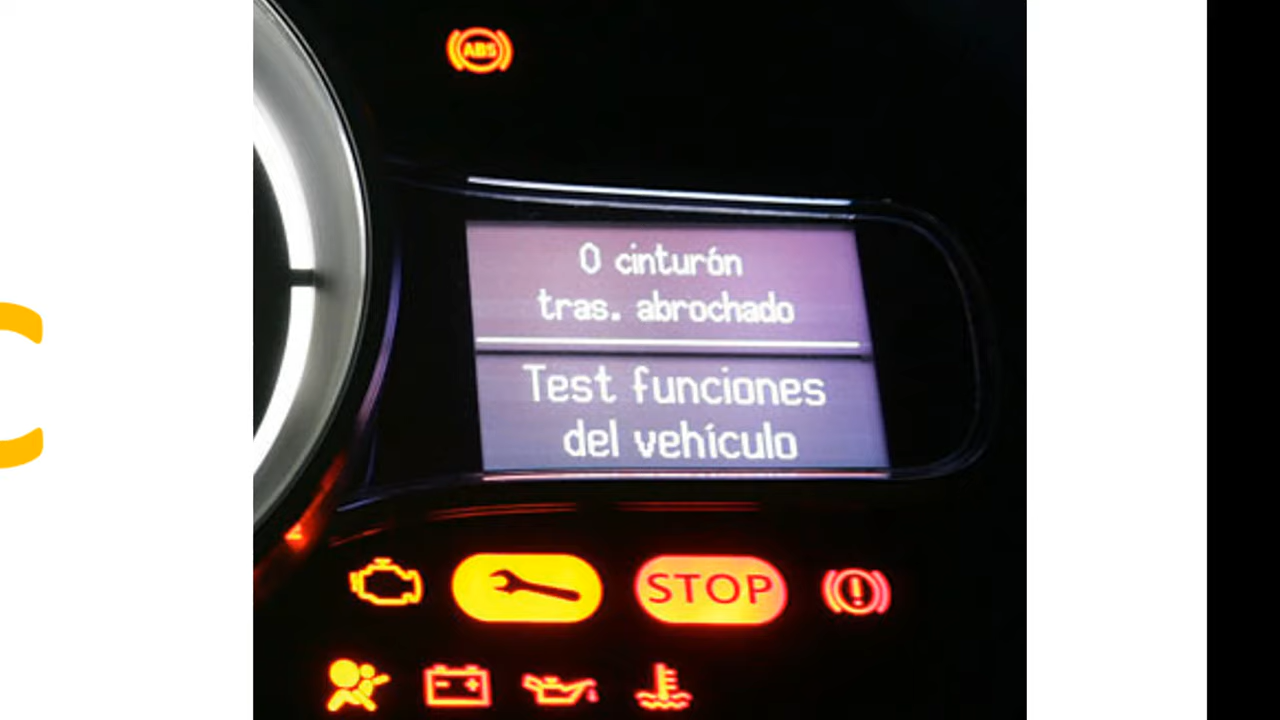 ABS
0 cinturón
tras. abrochado
Test funciones
del vehículo
STOP